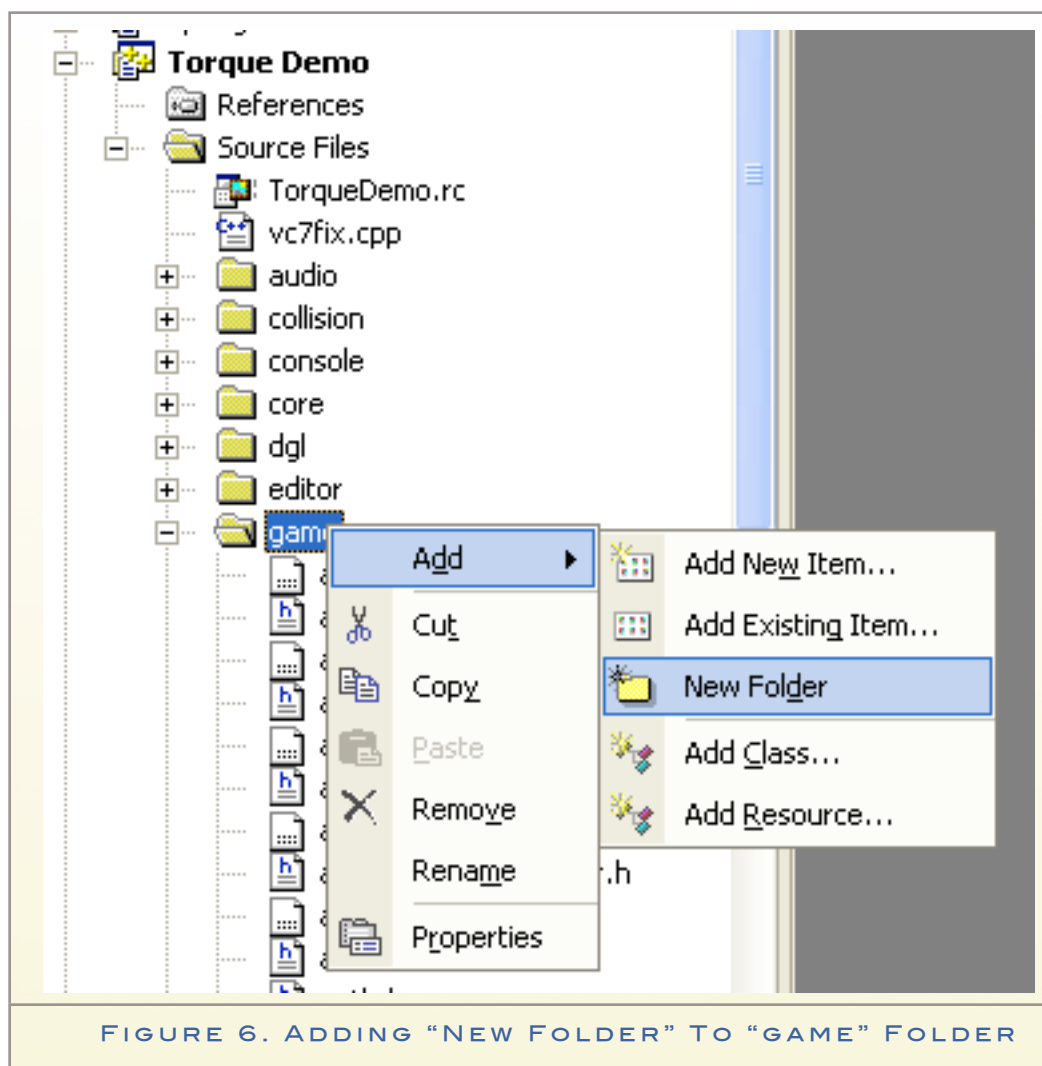 Torque Demo
References
Source Files
TorqueDemo.rc
vc7fix.cpp
audio
collision
console
core
dgl
editor
Add
Cut
Copy
Paste
Remove
Rename
Properties
Add New Item...
Add Existing Item...
New Folder
Add Class...
Add Resource...
.h
FIGURE 6. ADDING “NEW FOLDER” TO “GAME” FOLDER